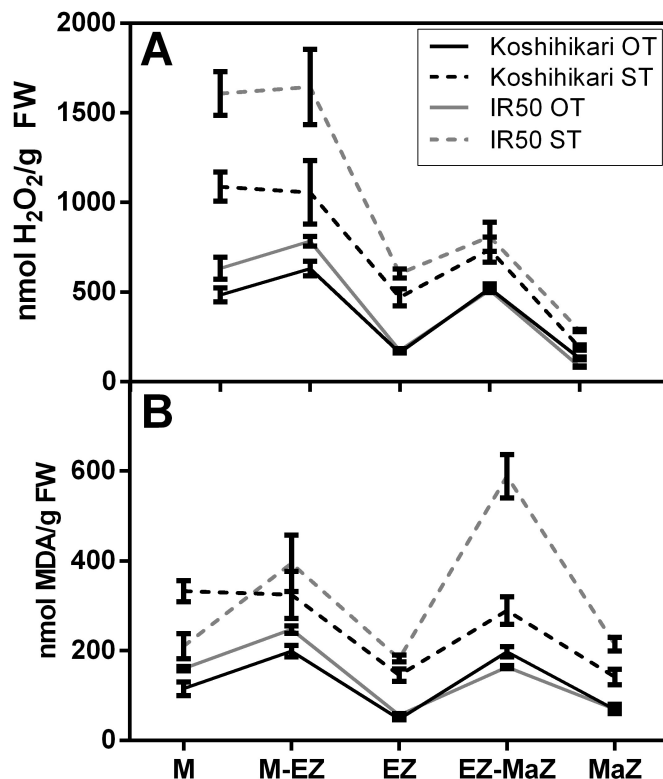 A
2000
1500
1000
500
0
nmol H₂O₂/g FW
Koshihikari OT
Koshihikari ST
IR50 OT
IR50 ST
B
600
400
200
0
nmol MDA/g FW
M M-EZ EZ EZ-MaZ MaZ